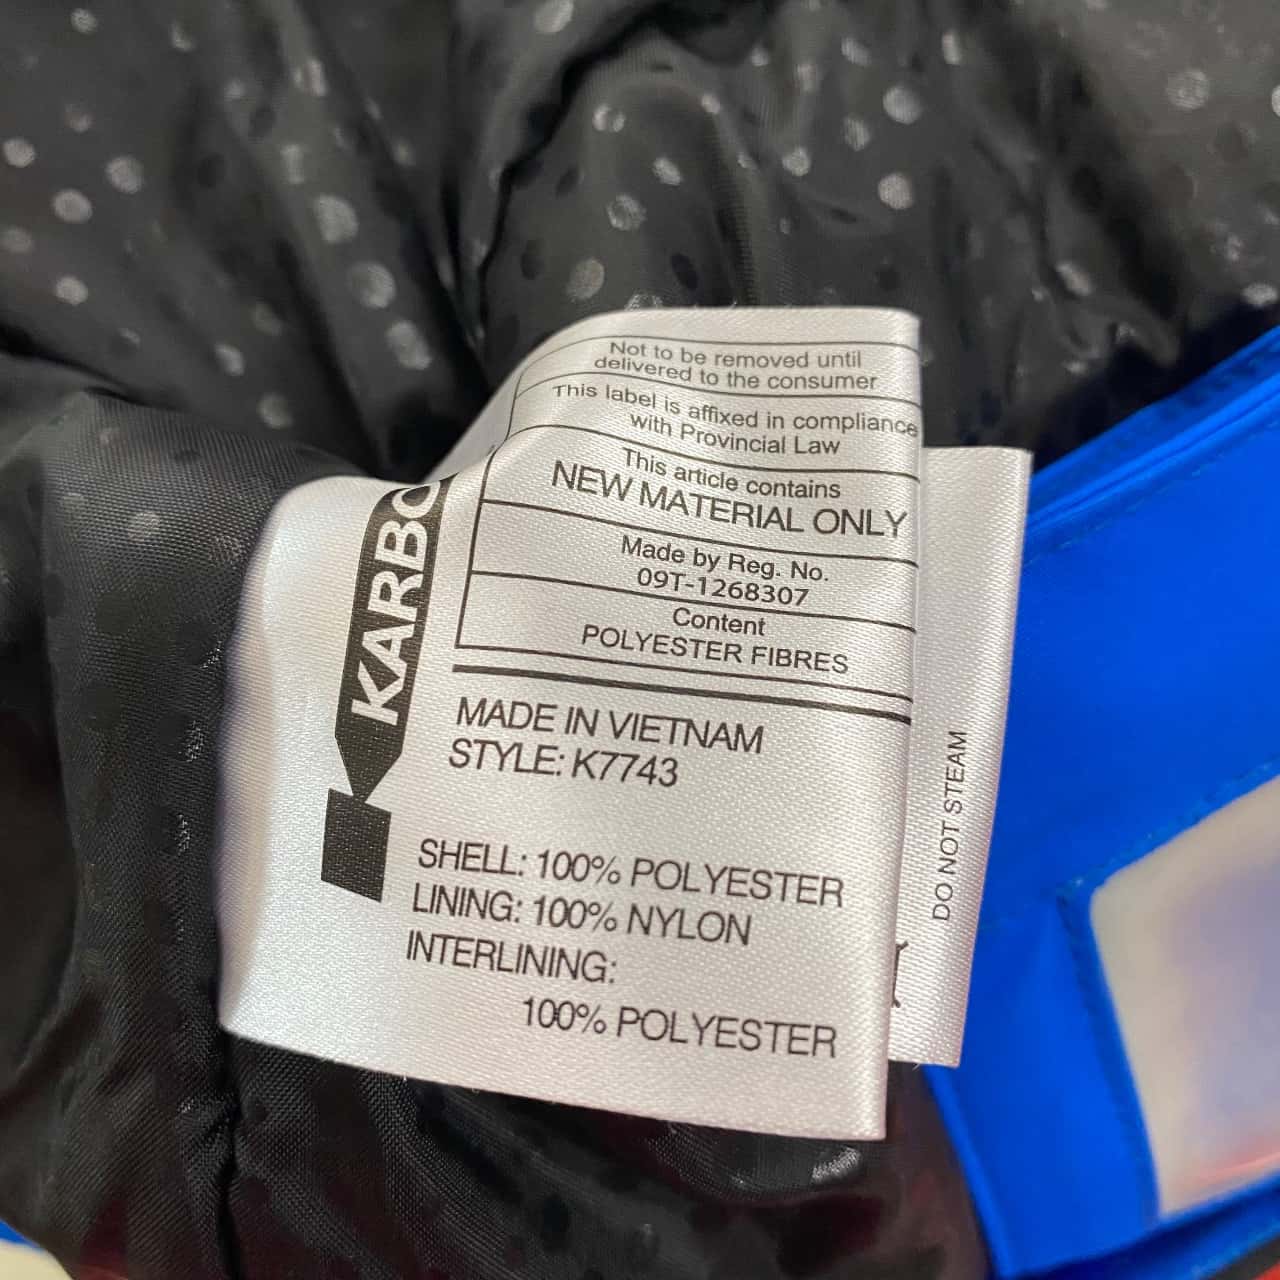 Not to be removed until
delivered to the consumer
This label is affixed in compliance
with Provincial Law
This article contains
NEW MATERIAL ONLY
Made by Reg. No.
09T-1268307
Content
POLYESTER FIBRES
KARBO
MADE IN VIETNAM
STYLE: K7743
SHELL: 100% POLYESTER
LINING: 100% NYLON
INTERLINING:
100% POLYESTER
DO NOT STEAM